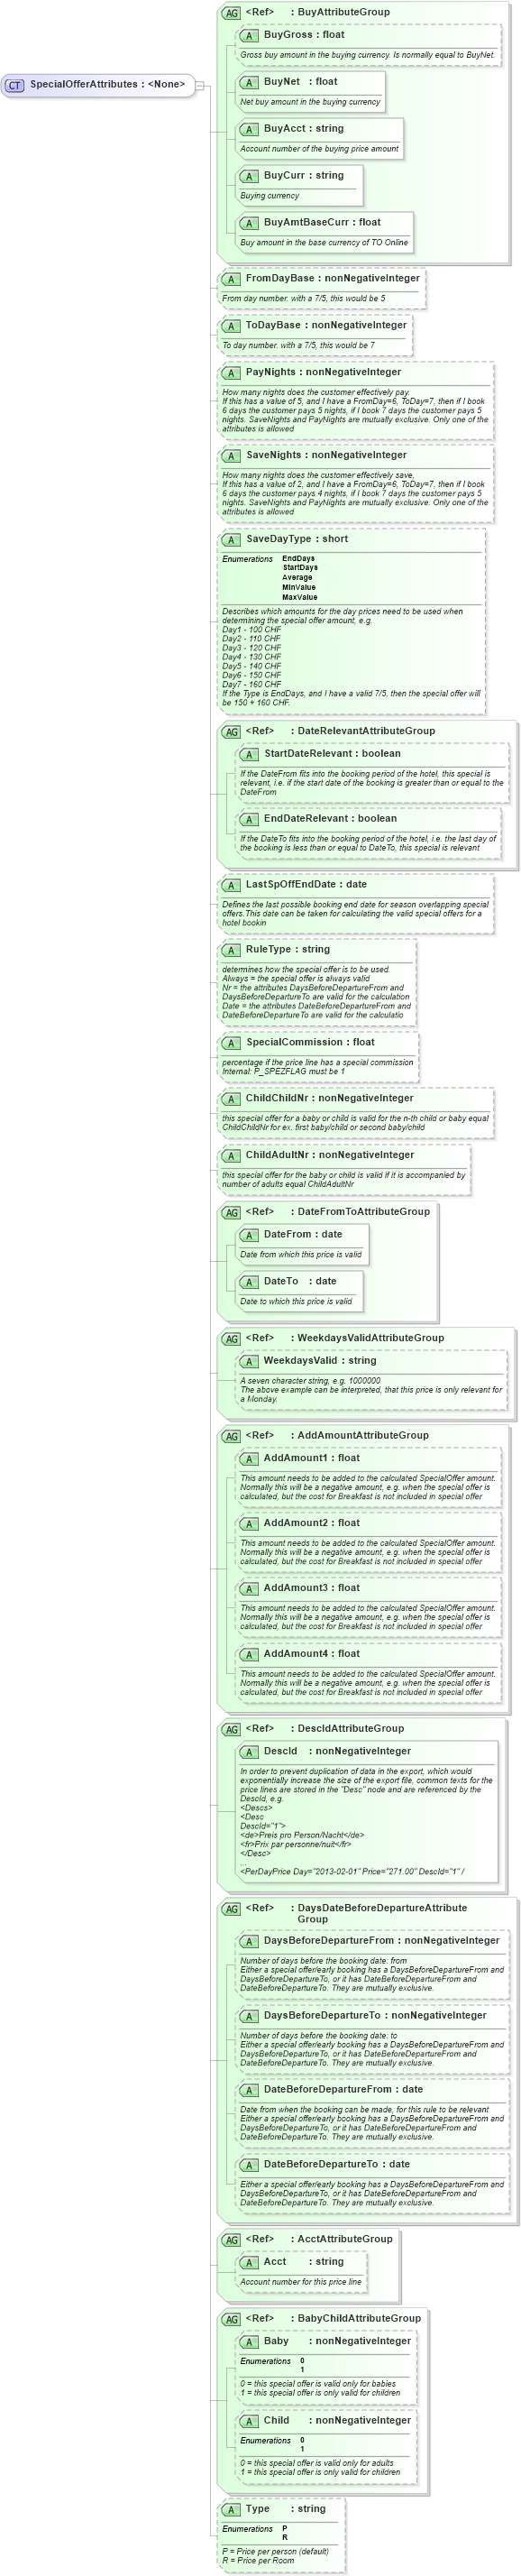 <Ref> : BuyAttributeGroup
BuyGross : float
Gross buy amount in the buying currency. Is normally equal to BuyNet.
SpecialOfferAttributes : <None>
BuyNet : float
Net buy amount in the buying currency
BuyAcct : string
Account number of the buying price amount
BuyCurr : string
Buying currency
BuyAmtBaseCurr : float
Buy amount in the base currency of TO Online
FromDayBase : nonNegativeInteger
From day number. with a 7/5, this would be 5
ToDayBase : nonNegativeInteger
To day number. with a 7/5, this would be 7
PayNights : nonNegativeInteger
How many nights does the customer effectively pay.
If this has a value of 5, and I have a FromDay=6, ToDay=7, then if I book
6 days the customer pays 5 nights, if I book 7 days the customer pays 5
nights. SaveNights and PayNights are mutually exclusive. Only one of the
attributes is allowed
SaveNights : nonNegativeInteger
How many nights does the customer effectively save,
If this has a value of 2, and I have a FromDay=6, ToDay=7, then if I book
6 days the customer pays 4 nights, if I book 7 days the customer pays 5
nights. SaveNights and PayNights are mutually exclusive. Only one of the
attributes is allowed
SaveDayType : short
Enumerations EndDays
StartDays
Average
MinValue
MaxValue
Describes which amounts for the day prices need to be used when
determining the special offer amount, e.g.
Day1 - 100 CHF
Day2 - 110 CHF
Day3 - 120 CHF
Day4 - 130 CHF
Day5 - 140 CHF
Day6 - 150 CHF
Day7 - 160 CHF
If the Type is EndDays, and I have a valid 7/5, then the special offer will
be 150 + 160 CHF.
<Ref> : DateRelevantAttributeGroup
StartDateRelevant : boolean
If the DateFrom fits into the booking period of the hotel, this special is
relevant, i.e. if the start date of the booking is greater than or equal to the
DateFrom
EndDateRelevant : boolean
If the DateTo fits into the booking period of the hotel, i.e. the last day of
the booking is less than or equal to DateTo, this special is relevant
LastSpOffEndDate : date
Defines the last possible booking end date for season overlapping special
offers.This date can be taken for calculating the valid special offers for a
hotel bookin
RuleType : string
determines how the special offer is to be used.
Always = the special offer is always valid
Nr = the attributes DaysBeforeDepartureFrom and
DaysBeforeDepartureTo are valid for the calculation
Date = the attributes DateBeforeDepartureFrom and
DateBeforeDepartureTo are valid for the calculatio
SpecialCommission : float
percentage if the price line has a special commission
Internal: P_SPEZFLAG must be 1
ChildChildNr : nonNegativeInteger
this special offer for a baby or child is valid for the n-th child or baby equal
ChildChildNr for ex. first baby/child or second baby/child
ChildAdultNr : nonNegativeInteger
this special offer for the baby or child is valid if it is accompanied by
number of adults equal ChildAdultNr
<Ref> : DateFromToAttributeGroup
DateFrom : date
Date from which this price is valid
DateTo : date
Date to which this price is valid
<Ref> : WeekdaysValidAttributeGroup
WeekdaysValid : string
A seven character string, e.g. 1000000
The above example can be interpreted, that this price is only relevant for
a Monday.
<Ref> : AddAmountAttributeGroup
AddAmount1 : float
This amount needs to be added to the calculated SpecialOffer amount.
Normally this will be a negative amount, e.g. when the special offer is
calculated, but the cost for Breakfast is not included in special offer
AddAmount2 : float
This amount needs to be added to the calculated SpecialOffer amount.
Normally this will be a negative amount, e.g. when the special offer is
calculated, but the cost for Breakfast is not included in special offer
AddAmount3 : float
This amount needs to be added to the calculated SpecialOffer amount.
Normally this will be a negative amount, e.g. when the special offer is
calculated, but the cost for Breakfast is not included in special offer
AddAmount4 : float
This amount needs to be added to the calculated SpecialOffer amount.
Normally this will be a negative amount, e.g. when the special offer is
calculated, but the cost for Breakfast is not included in special offer
<Ref> : DescIdAttributeGroup
DescId : nonNegativeInteger
In order to prevent duplication of data in the export, which would
exponentially increase the size of the export file, common texts for the
price lines are stored in the "Desc" node and are referenced by the
DescId, e.g.
<Descs>
<Desc
DescId="1">
<de>Preis pro Person/Nacht</de>
<fr>Prix par personne/nuit</fr>
</Desc>
...
<PerDayPrice Day="2013-02-01" Price="271.00" DescId="1" /
<Ref> : DaysDateBeforeDepartureAttribute
Group
DaysBeforeDepartureFrom : nonNegativeInteger
Number of days before the booking date: from
Either a special offer/early booking has a DaysBeforeDepartureFrom and
DaysBeforeDepartureTo, or it has DateBeforeDepartureFrom and
DateBeforeDepartureTo. They are mutually exclusive.
DaysBeforeDepartureTo : nonNegativeInteger
Number of days before the booking date: to
Either a special offer/early booking has a DaysBeforeDepartureFrom and
DaysBeforeDepartureTo, or it has DateBeforeDepartureFrom and
DateBeforeDepartureTo. They are mutually exclusive.
DateBeforeDepartureFrom : date
Date from when the booking can be made, for this rule to be relevant
Either a special offer/early booking has a DaysBeforeDepartureFrom and
DaysBeforeDepartureTo, or it has DateBeforeDepartureFrom and
DateBeforeDepartureTo. They are mutually exclusive.
DateBeforeDepartureTo : date
Either a special offer/early booking has a DaysBeforeDepartureFrom and
DaysBeforeDepartureTo, or it has DateBeforeDepartureFrom and
DateBeforeDepartureTo. They are mutually exclusive.
<Ref> : AcctAttributeGroup
Acct : string
Account number for this price line
<Ref> : BabyChildAttributeGroup
Baby : nonNegativeInteger
Enumerations 0
1
0 = this special offer is valid only for babies
1 = this special offer is only valid for children
Child : nonNegativeInteger
Enumerations 0
1
0 = this special offer is valid only for adults
1 = this special offer is only valid for children
Type : string
Enumerations P
R
P = Price per person (default)
R = Price per Room